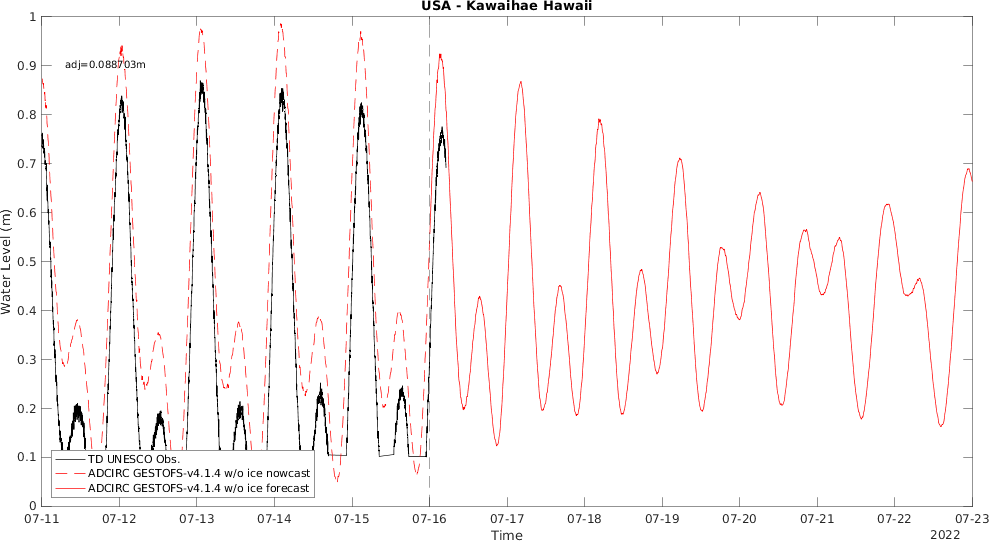 USA - Kawaihae Hawaii
1
0.9
0.8
0.7
0.6
0.5
0.4
0.3
0.2
0.1
0
Water Level (m)
adj=0.088703m
TD UNESCO Obs.
ADCIRC GESTOFS-v4.1.4 w/o ice nowcast
ADCIRC GESTOFS-v4.1.4 w/o ice forecast
07-11 07-12 07-13 07-14 07-15 07-16 07-17 07-18 07-19 07-20 07-21 07-22 07-23
Time
2022